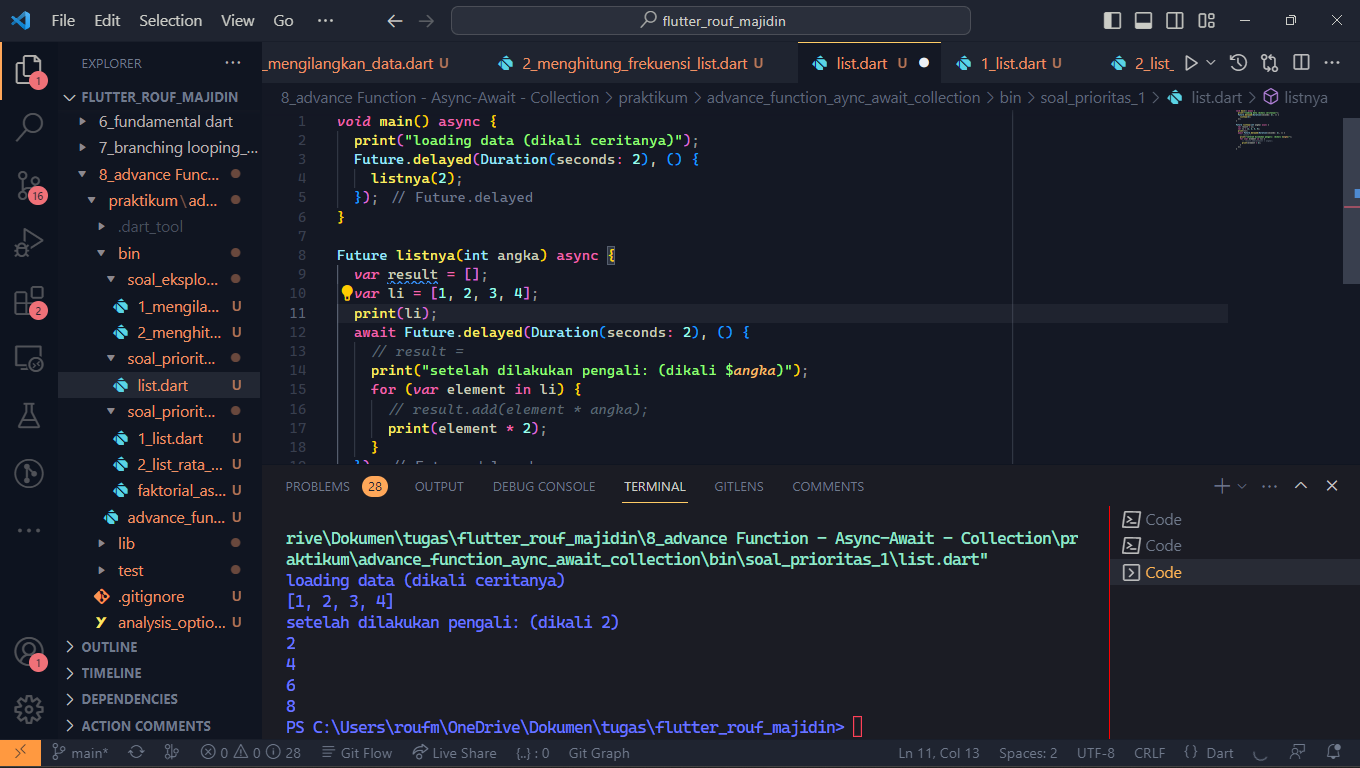 File Edit Selection View Go ··· flutter_rouf_majidin
EXPLORER ···
FLUTTER_ROUF_MAJIDIN
6_fundamental dart
7_branching looping_...
8_advance Func...
praktikum\ad...
.dart_tool
bin
soal_eksplo...
1_mengila... U
2_menghit... U
soal_priorit...
list.dart U
soal_priorit...
1_list.dart U
2_list_rata_... U
faktorial_as... U
advance_fun... U
lib
test
.gitignore U
analysis_optio... U
OUTLINE
TIMELINE
DEPENDENCIES
ACTION COMMENTS
1
16
2
1
_mengilangkan_data.dart U 2_menghitung_frekuensi_list.dart U list.dart U 1_list.dart U 2_list_
8_advance Function - Async-Await - Collection > praktikum > advance_function_aync_await_collection > bin > soal_prioritas_1 > list.dart > listnya
1 void main() async {
2 print("loading data (dikali ceritanya)");
3 Future.delayed(Duration(seconds: 2), () {
4 listnya(2);
5 }); // Future.delayed
6 }
7
8 Future listnya(int angka) async {
9 var result = [];
10 var li = [1, 2, 3, 4];
11 print(li);
12 await Future.delayed(Duration(seconds: 2), () {
13 // result =
14 print("setelah dilakukan pengali: (dikali $angka)");
15 for (var element in li) {
16 // result.add(element * angka);
17 print(element * 2);
18 }
PROBLEMS 28 OUTPUT DEBUG CONSOLE TERMINAL GITLENS COMMENTS
rive\Dokumen\tugas\flutter_rouf_majidin\8_advance Function - Async-Await - Collection\pr
aktikum\advance_function_aync_await_collection\bin\soal_prioritas_1\list.dart"
loading data (dikali ceritanya)
[1, 2, 3, 4]
setelah dilakukan pengali: (dikali 2)
2
4
6
8
PS C:\Users\roufm\OneDrive\Dokumen\tugas\flutter_rouf_majidin>
Code
Code
Code
main* 0 0 28 Git Flow Live Share {..} : 0 Git Graph Ln 11, Col 13 Spaces: 2 UTF-8 CRLF {} Dart